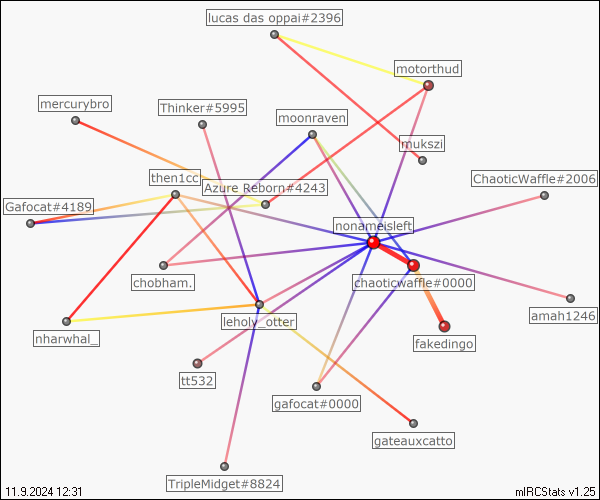 lucas das oppai#2396
motorthud
mercurybro
Thinker#5995
moonraven
mukszi
then1cc
ChaoticWaffle#2006
Azure Reborn#4243
Gafocat#4189
nonameisleft
chobham.
chaoticwaffle#0000
amah1246
leholy_otter
nharwhal_
fakedingo
tt532
gafocat#0000
gateauxcatto
TripleMidget#8824
11.9.2024 12:31
mIRCStats v1.25